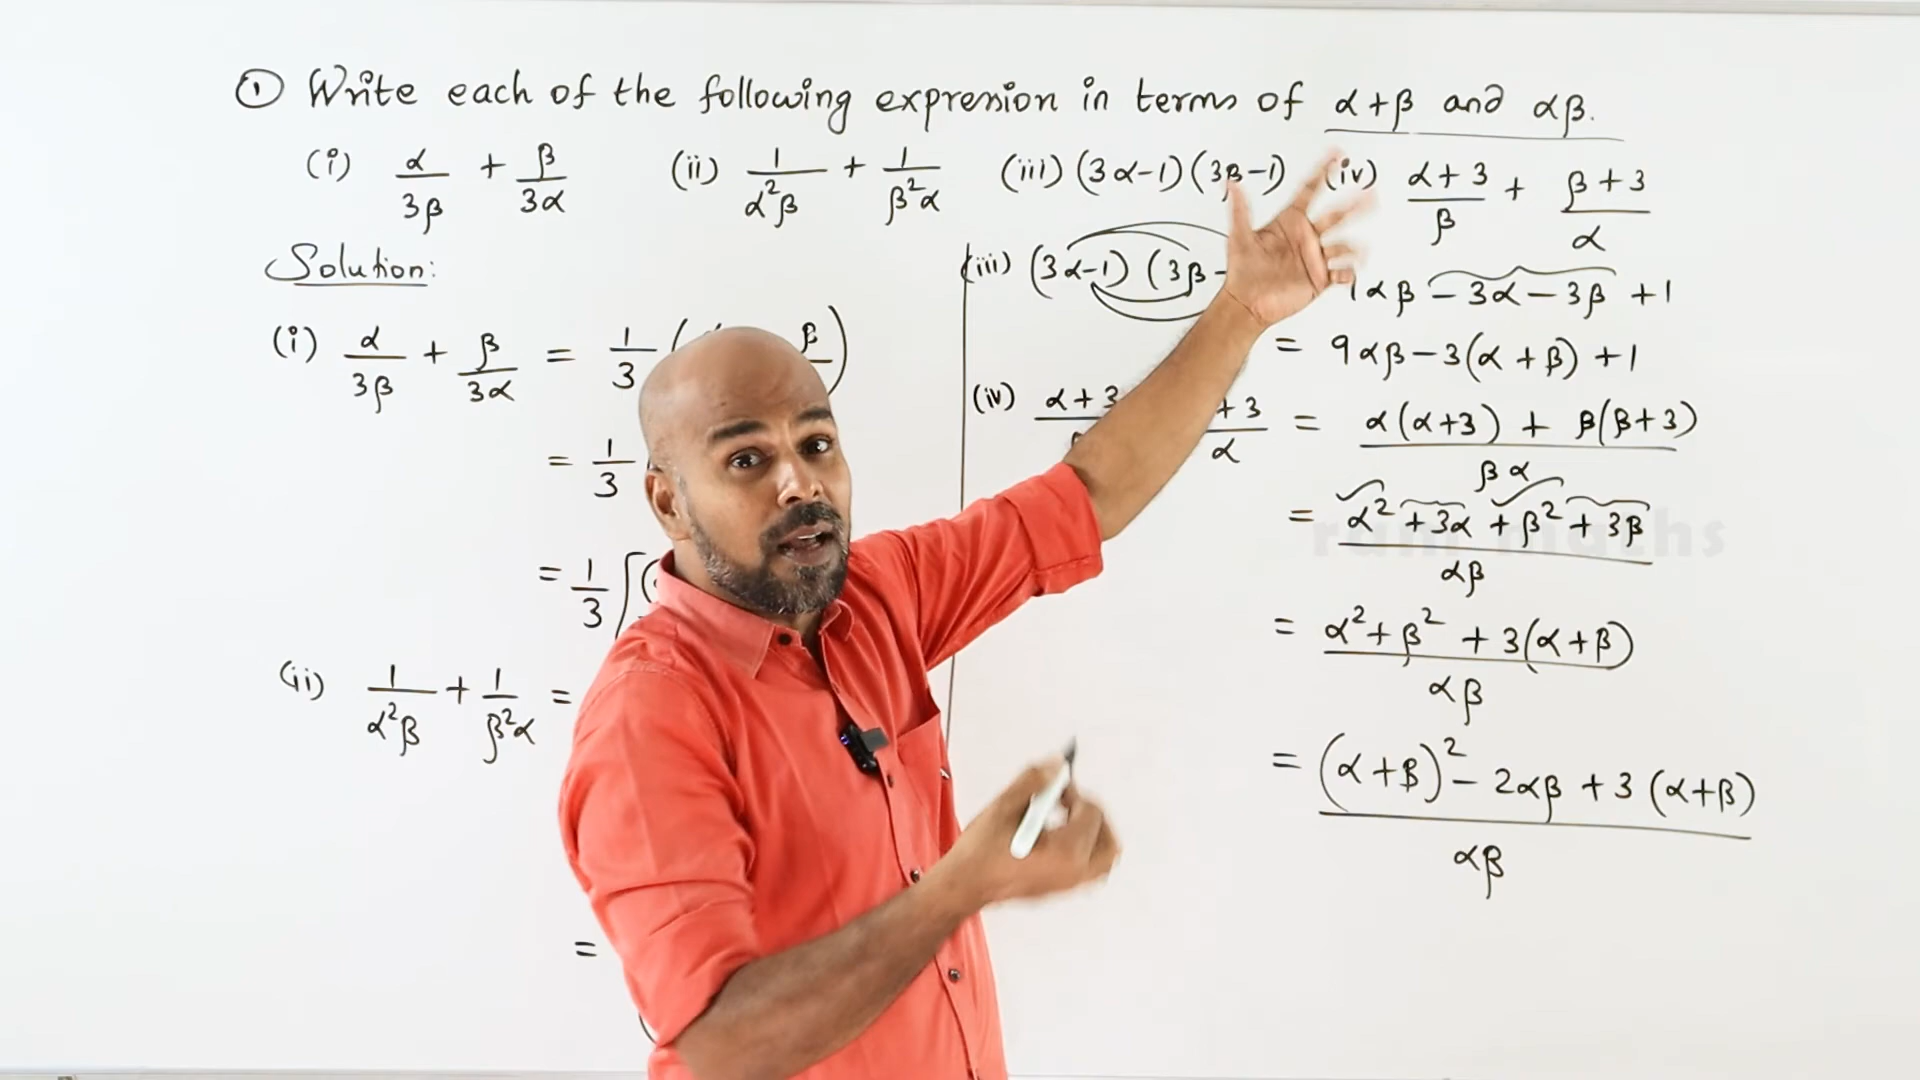 ① Write each of the following expression in terms of α+β and αβ.
(i) α/3β + β/3α (ii) 1/α²β + 1/β²α (iii) (3α-1)(3β-1) (iv) α+3/β + β+3/α
Solution:
(i) α/3β + β/3α = 1/3 ( β )
= 1/3
= 1/3 [(
(ii) 1/α²β + 1/β²α =
=
(iii) (3α-1) (3β- αβ - 3α - 3β + 1
= 9αβ - 3(α + β) + 1
(iv) α+3 +3/α = α(α+3) + β(β+3)/βα
= α² + 3α + β² + 3β/αβ
= α² + β² + 3(α+β)/αβ
= (α+β)² - 2αβ + 3(α+β)/αβ